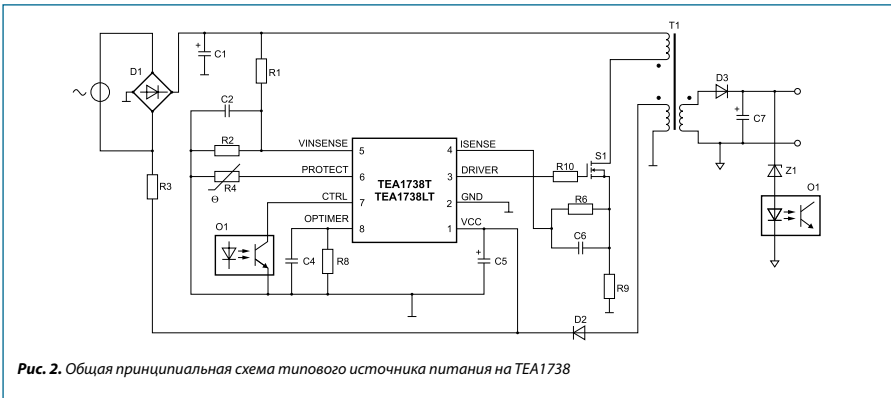 T1
D1
+
C1
R1
~
C2
D3
+
C7
R2
VINSENSE
5
4
ISENSE
S1
R4
Θ
PROTECT
6
3
DRIVER
R10
TEA1738T
TEA1738LT
Z1
R3
CTRL
7
2
GND
R6
O1
OPTIMER
8
1
VCC
O1
C4
R8
+
C5
C6
R9
D2
Рис. 2. Общая принципиальная схема типового источника питания на TEA1738